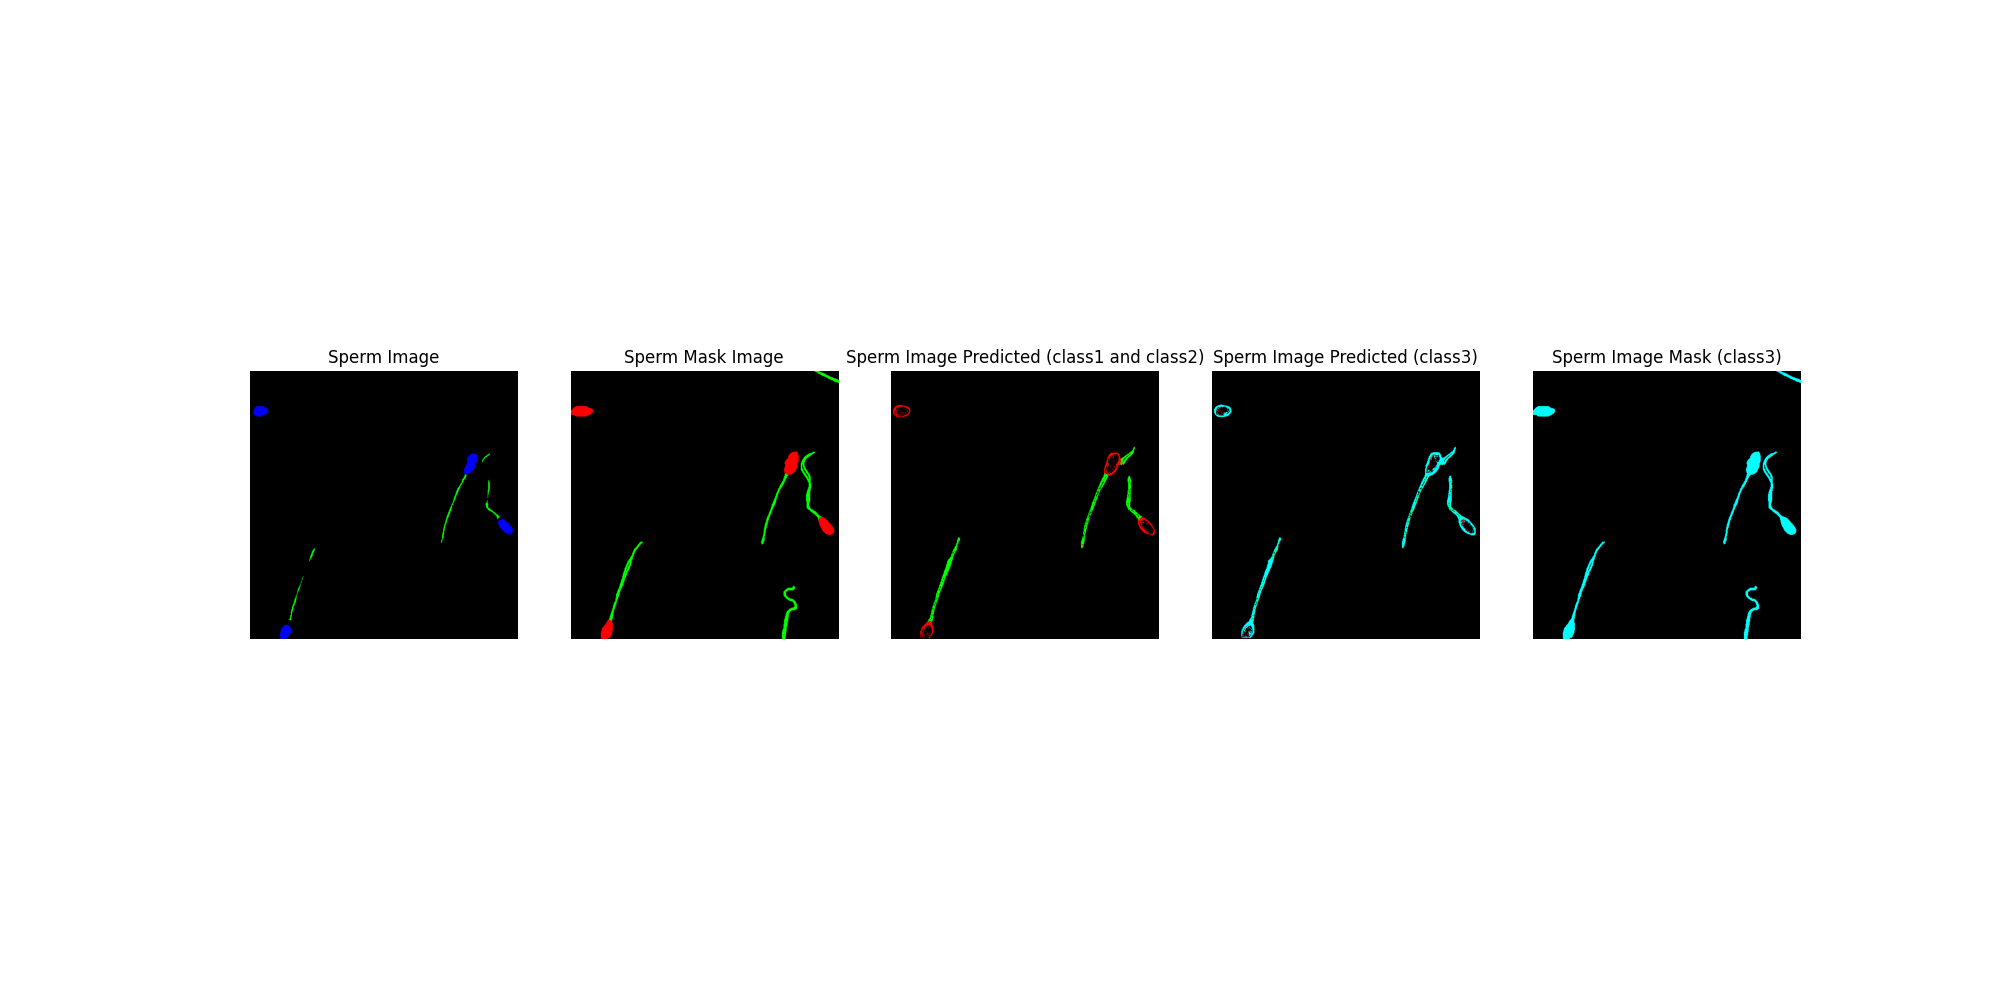 Sperm Image
Sperm Mask Image
Sperm Image Predicted (class1 and class2)
Sperm Image Predicted (class3)
Sperm Image Mask (class3)